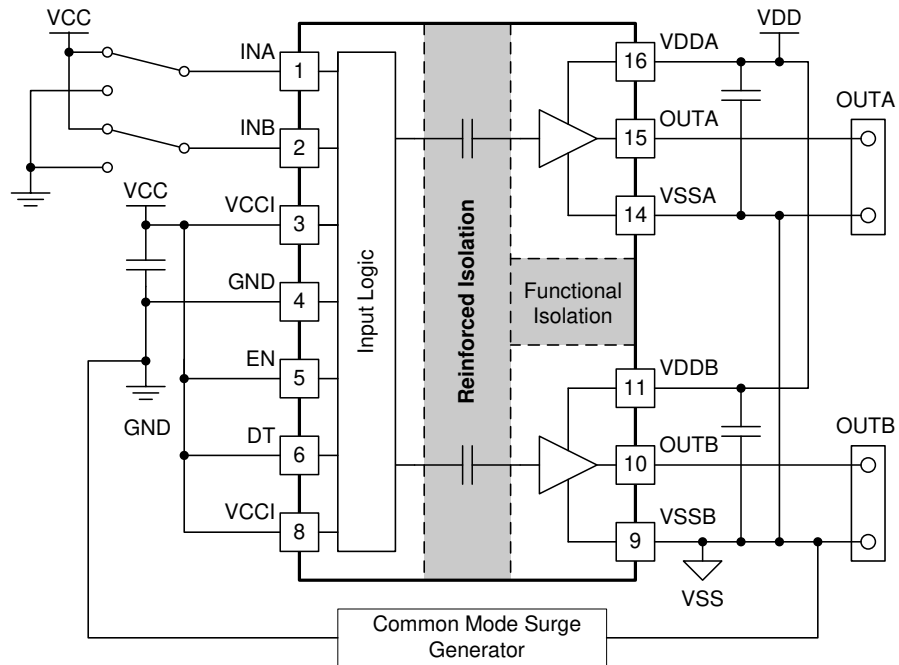 VCC
VDD
INA
1
16
VDDA
OUTA
INB
2
15
OUTA
VCC
VCCI
3
14
VSSA
GND
4
Input Logic
Reinforced Isolation
Functional
Isolation
EN
5
11
VDDB
GND
DT
6
10
OUTB
OUTB
VCCI
8
9
VSSB
VSS
Common Mode Surge
Generator